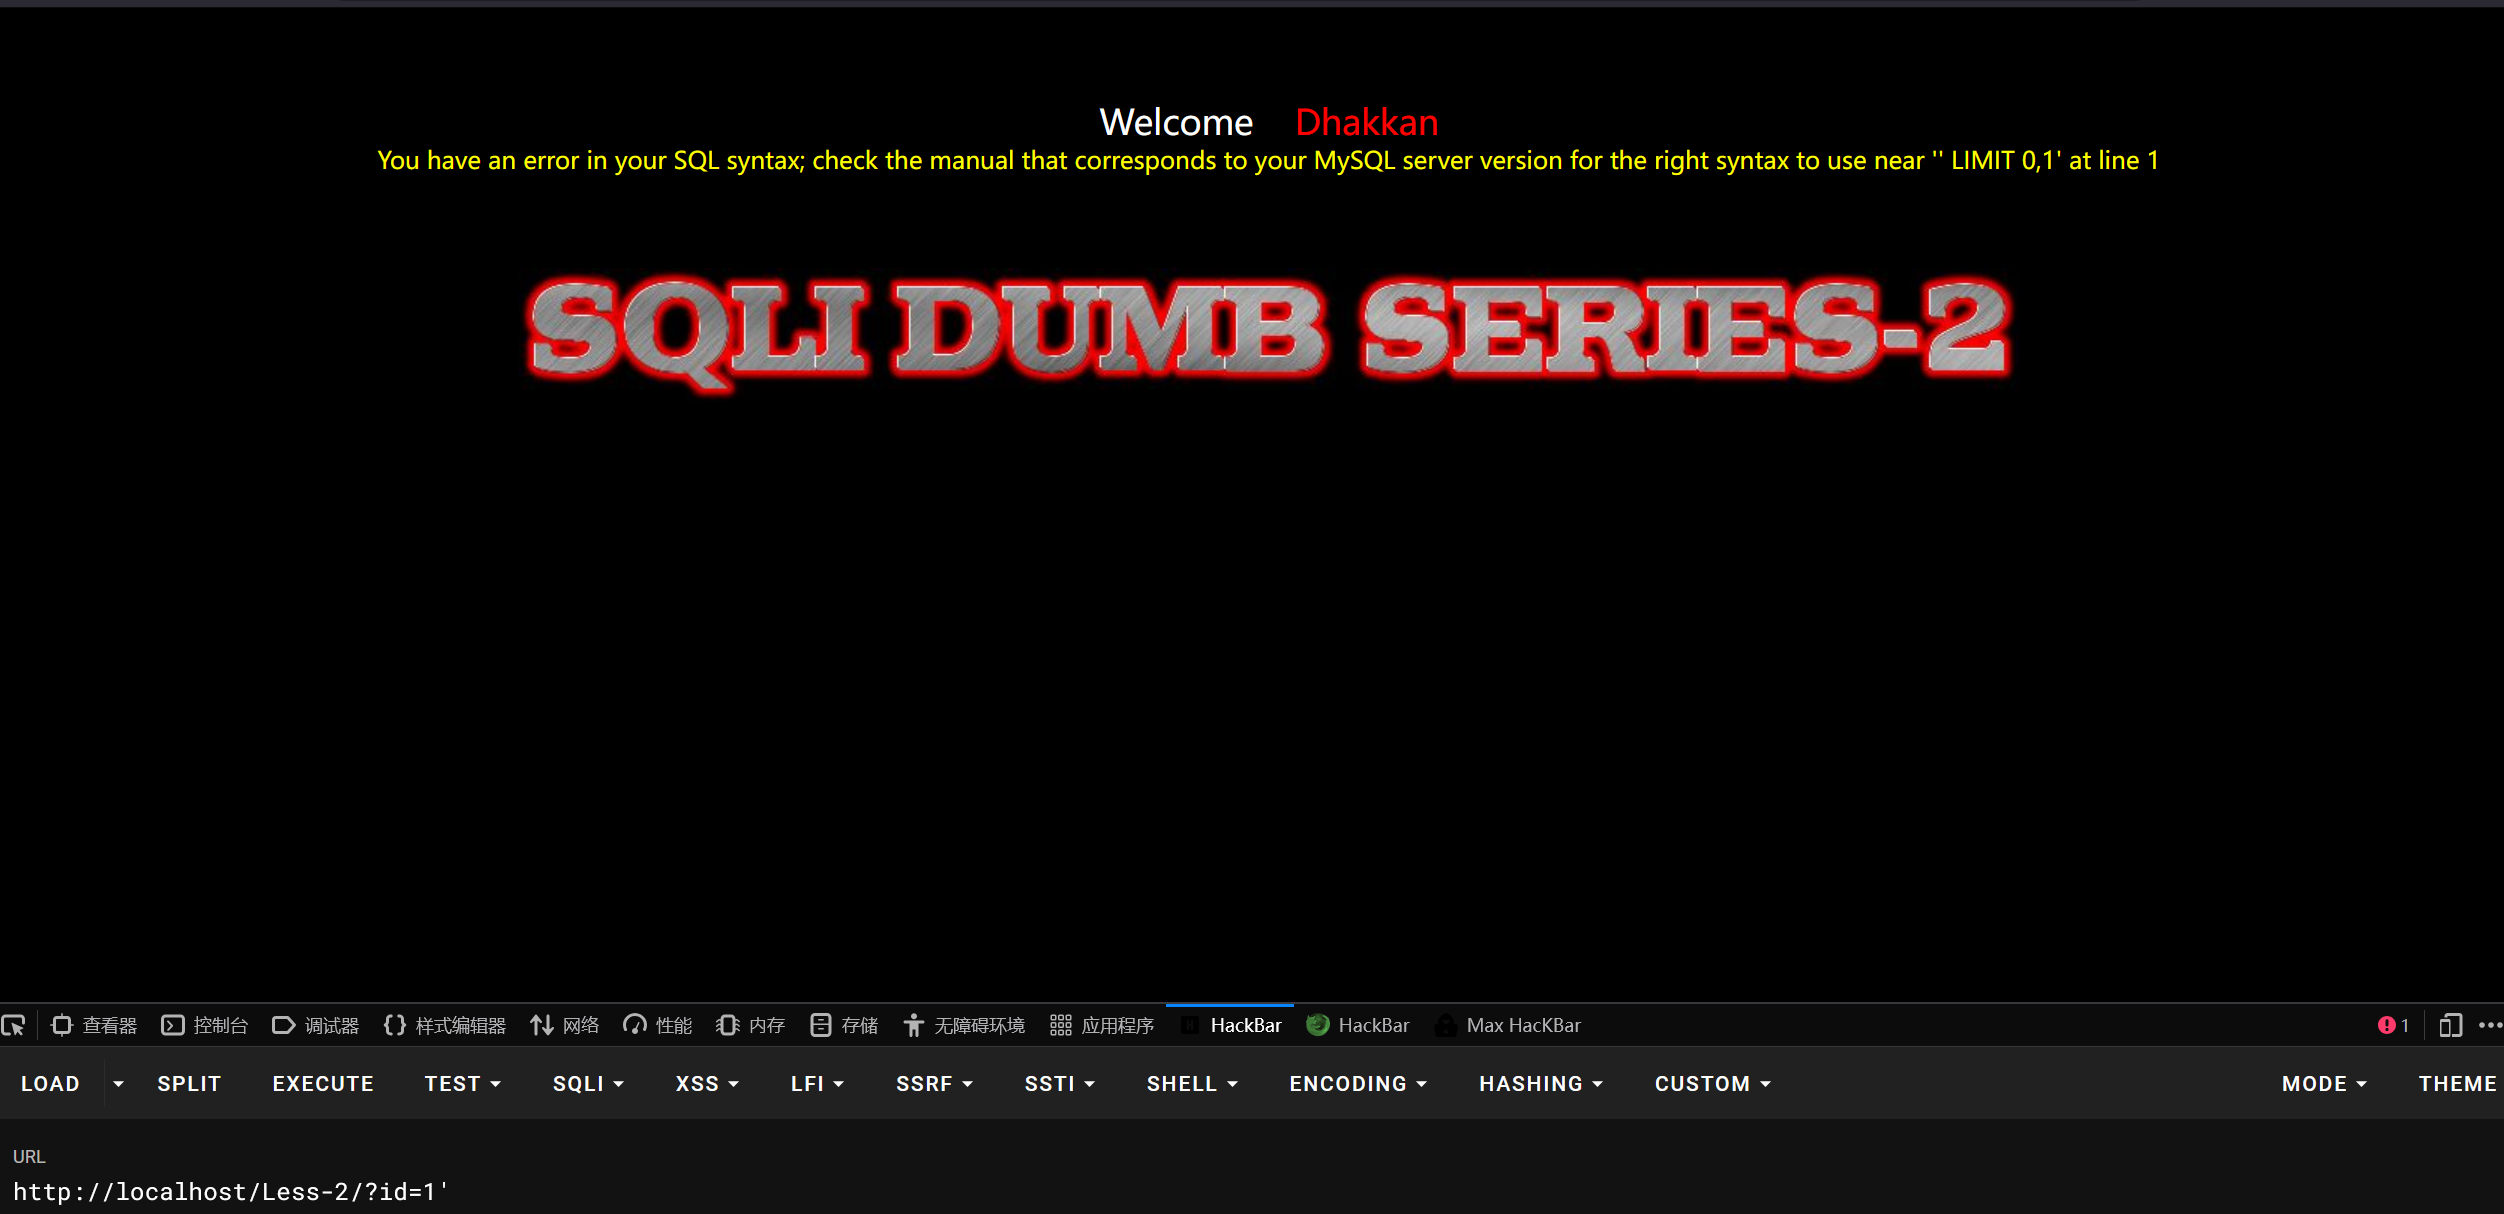 Welcome Dhakkan
You have an error in your SQL syntax; check the manual that corresponds to your MySQL server version for the right syntax to use near '' LIMIT 0,1' at line 1
SQLI DUMB SERIES-2
查看器 控制台 调试器 样式编辑器 网络 性能 内存 存储 无障碍环境 应用程序 HackBar HackBar Max HacKBar 1
LOAD SPLIT EXECUTE TEST SQLI XSS LFI SSRF SSTI SHELL ENCODING HASHING CUSTOM MODE THEME
URL
http://localhost/Less-2/?id=1'